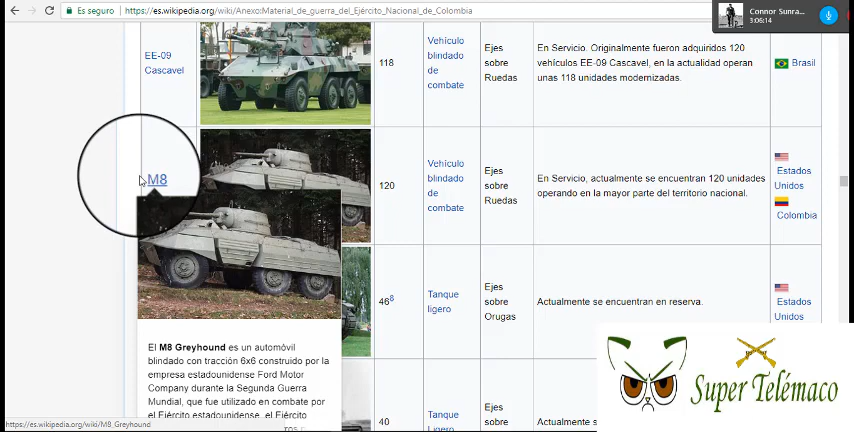 Es seguro | https://es.wikipedia.org/wiki/Anexo:Material_de_guerra_del_Ejército_Nacional_de_Colombia
Connor Sunra...
3:06:14
EE-09
Cascavel
118
Vehículo
blindado
de
combate
Ejes
sobre
Ruedas
En Servicio. Originalmente fueron adquiridos 120
vehículos EE-09 Cascavel, en la actualidad operan
unas 118 unidades modernizadas.
Brasil
M8
120
Vehículo
blindado
de
combate
Ejes
sobre
Ruedas
En Servicio, actualmente se encuentran 120 unidades
operando en la mayor parte del territorio nacional.
Estados
Unidos
Colombia
El M8 Greyhound es un automóvil
blindado con tracción 6x6 construido por la
empresa estadounidense Ford Motor
Company durante la Segunda Guerra
Mundial, que fue utilizado en combate por
el Ejército estadounidense, el Ejército
46
Tanque
ligero
Ejes
sobre
Orugas
Actualmente se encuentran en reserva.
Estados
Unidos
40
Tanque
Ligero
Ejes
sobre
Actualmente s
Super Telémaco
https://es.wikipedia.org/wiki/M8_Greyhound